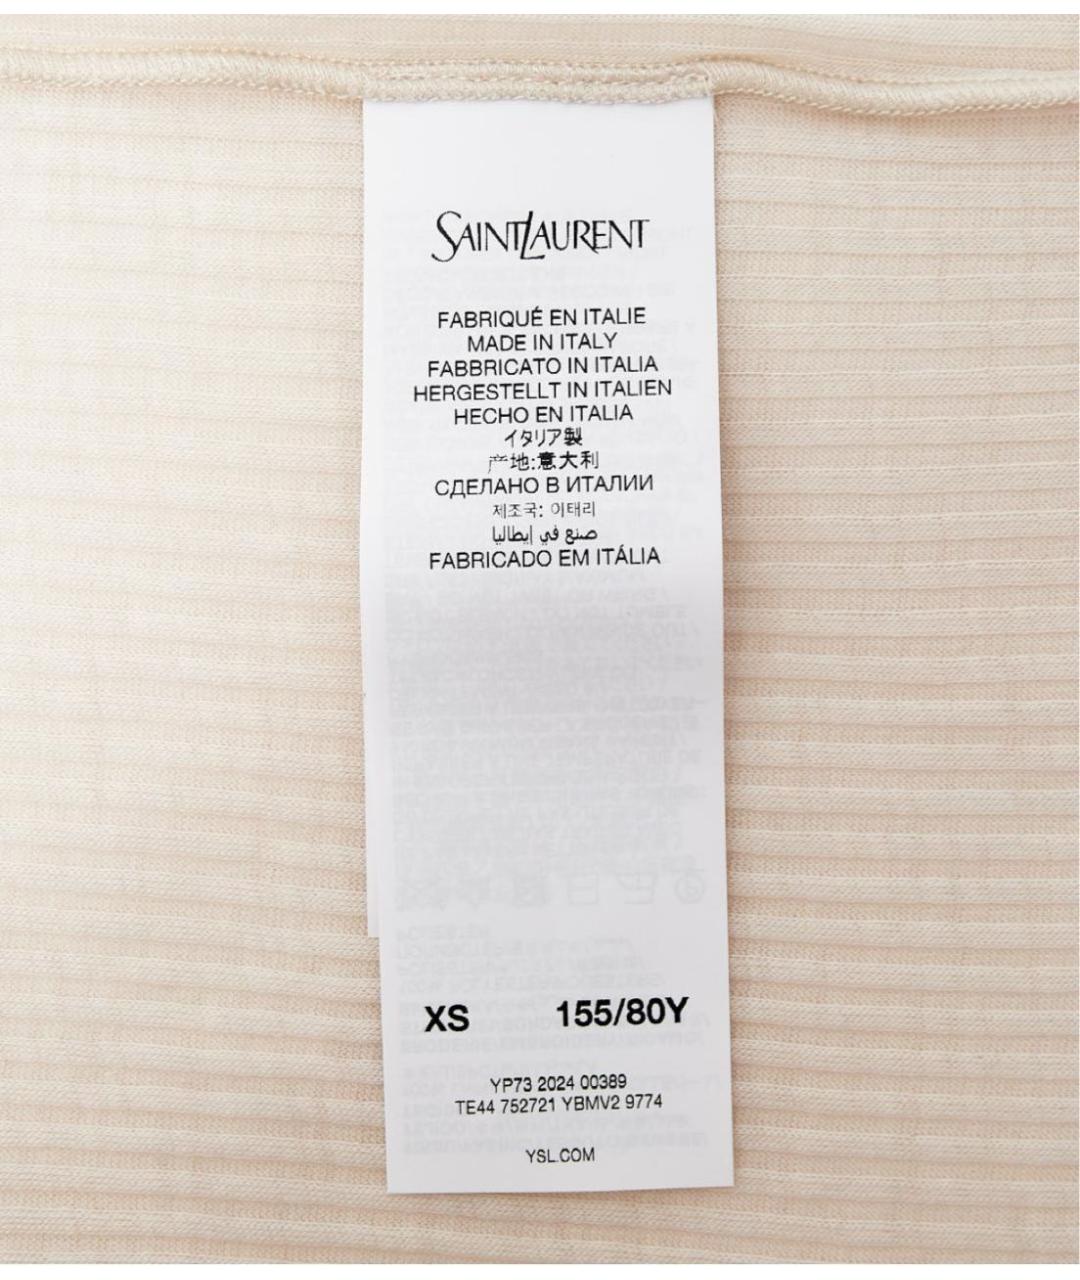 SAINT LAURENT
FABRIQUÉ EN ITALIE
MADE IN ITALY
FABBRICATO IN ITALIA
HERGESTELLT IN ITALIEN
HECHO EN ITALIA
イタリア製
产地:意大利
СДЕЛАНО В ИТАЛИИ
제조국: 이태리
صنع في إيطاليا
FABRICADO EM ITÁLIA
XS 155/80Y
YP73 2024 00389
TE44 752721 YBMV2 9774
YSL.COM